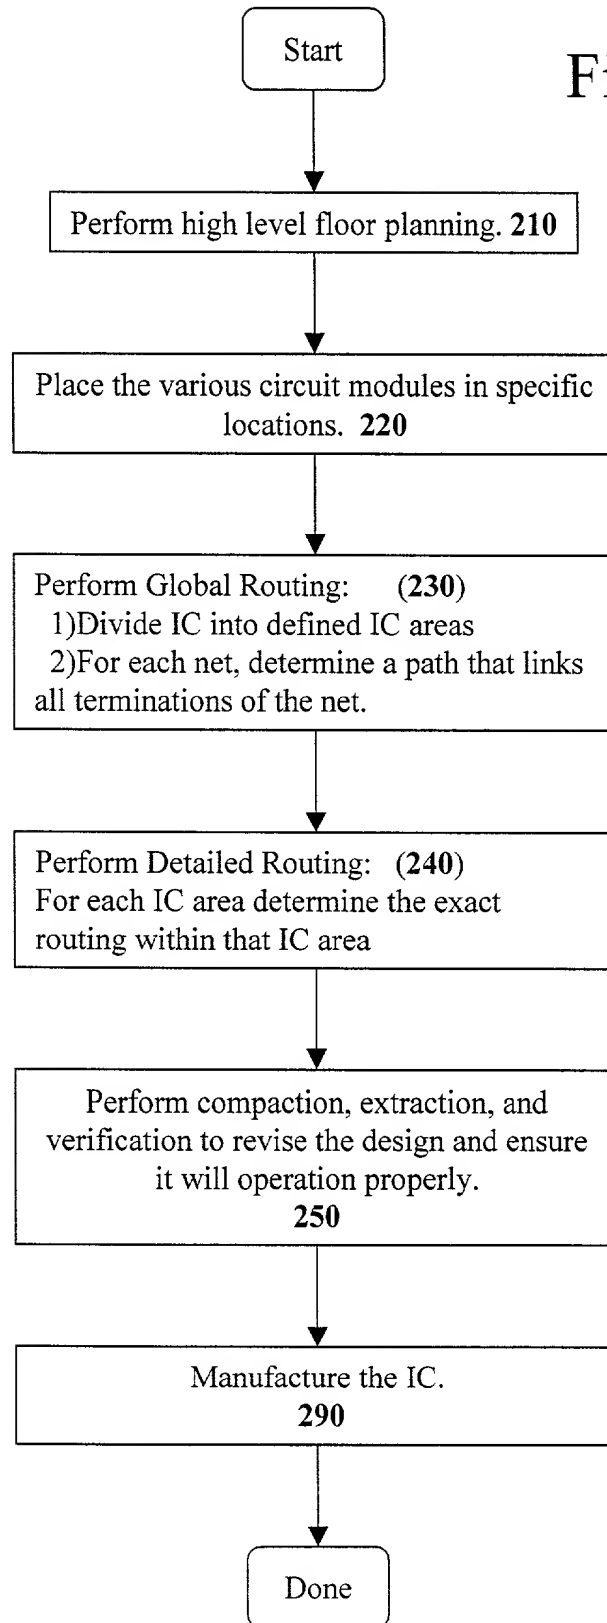 Start
Perform high level floor planning. 210
Place the various circuit modules in specific
locations. 220
Perform Global Routing: (230)
1)Divide IC into defined IC areas
2)For each net, determine a path that links
all terminations of the net.
Perform Detailed Routing: (240)
For each IC area determine the exact
routing within that IC area
Perform compaction, extraction, and
verification to revise the design and ensure
it will operation properly.
250
Manufacture the IC.
290
Done